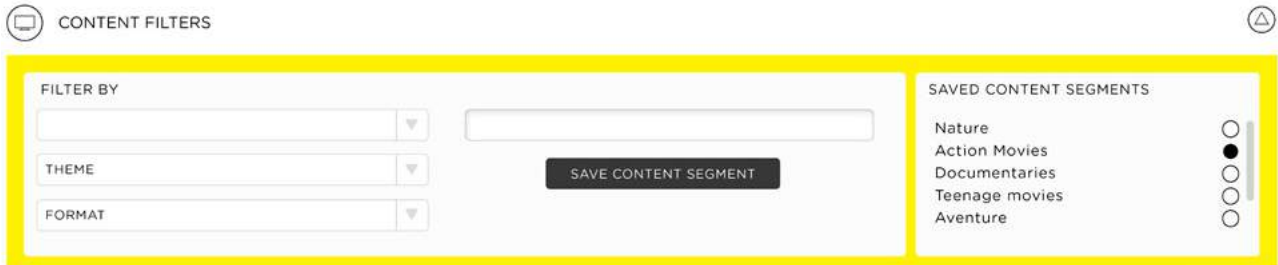 CONTENT FILTERS
FILTER BY
THEME
FORMAT
SAVE CONTENT SEGMENT
SAVED CONTENT SEGMENTS
Nature
Action Movies
Documentaries
Teenage movies
Aventure